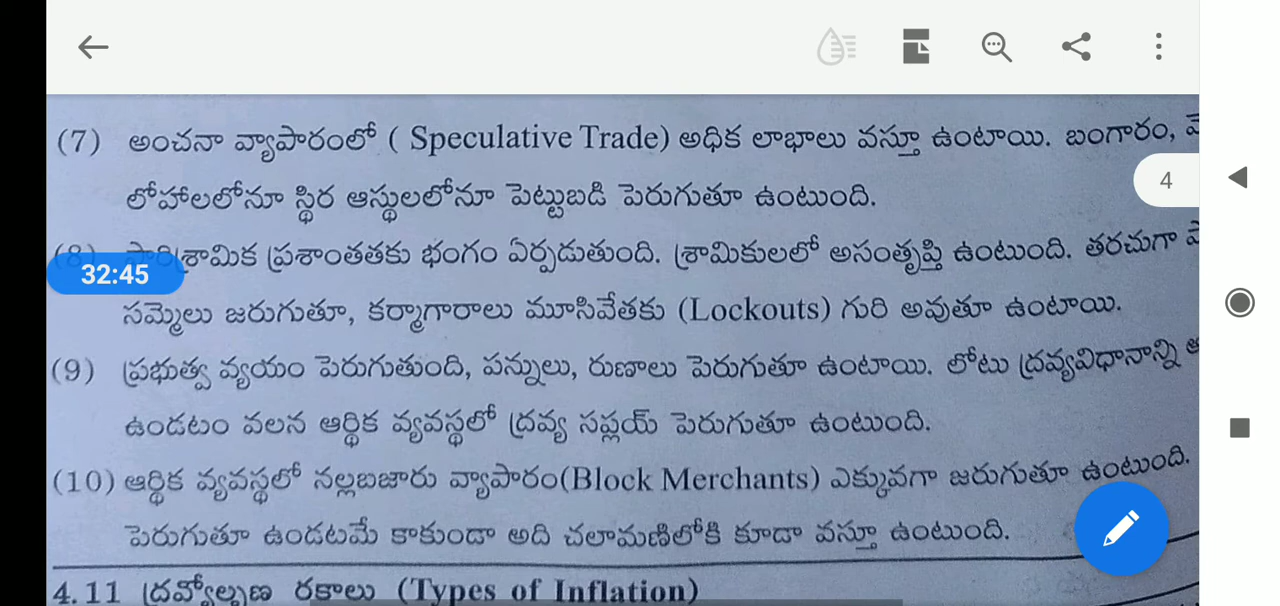 4
(7) అంచనా వ్యాపారంలో ( Speculative Trade) అధిక లాభాలు వస్తూ ఉంటాయి. బంగారం,
లోహాలలోనూ స్థిర ఆస్థులలోనూ పెట్టుబడి పెరుగుతూ ఉంటుంది.
(8) పారిశ్రామిక ప్రశాంతతకు భంగం ఏర్పడుతుంది. శ్రామికులలో అసంతృప్తి ఉంటుంది. తరచుగా
32:45
సమ్మెలు జరుగుతూ, కర్మాగారాలు మూసివేతకు (Lockouts) గురి అవుతూ ఉంటాయి.
(9) ప్రభుత్వ వ్యయం పెరుగుతుంది, పన్నులు, రుణాలు పెరుగుతూ ఉంటాయి. లోటు ద్రవ్యవిధానాన్ని
ఉండటం వలన ఆర్థిక వ్యవస్థలో ద్రవ్య సప్లయ్ పెరుగుతూ ఉంటుంది.
(10) ఆర్థిక వ్యవస్థలో నల్లబజారు వ్యాపారం(Block Merchants) ఎక్కువగా జరుగుతూ ఉంటుంది.
పెరుగుతూ ఉండటమే కాకుండా అది చలామణిలోకి కూడా వస్తూ ఉంటుంది.
4.11 ద్రవ్యోల్బణ రకాలు (Types of Inflation)